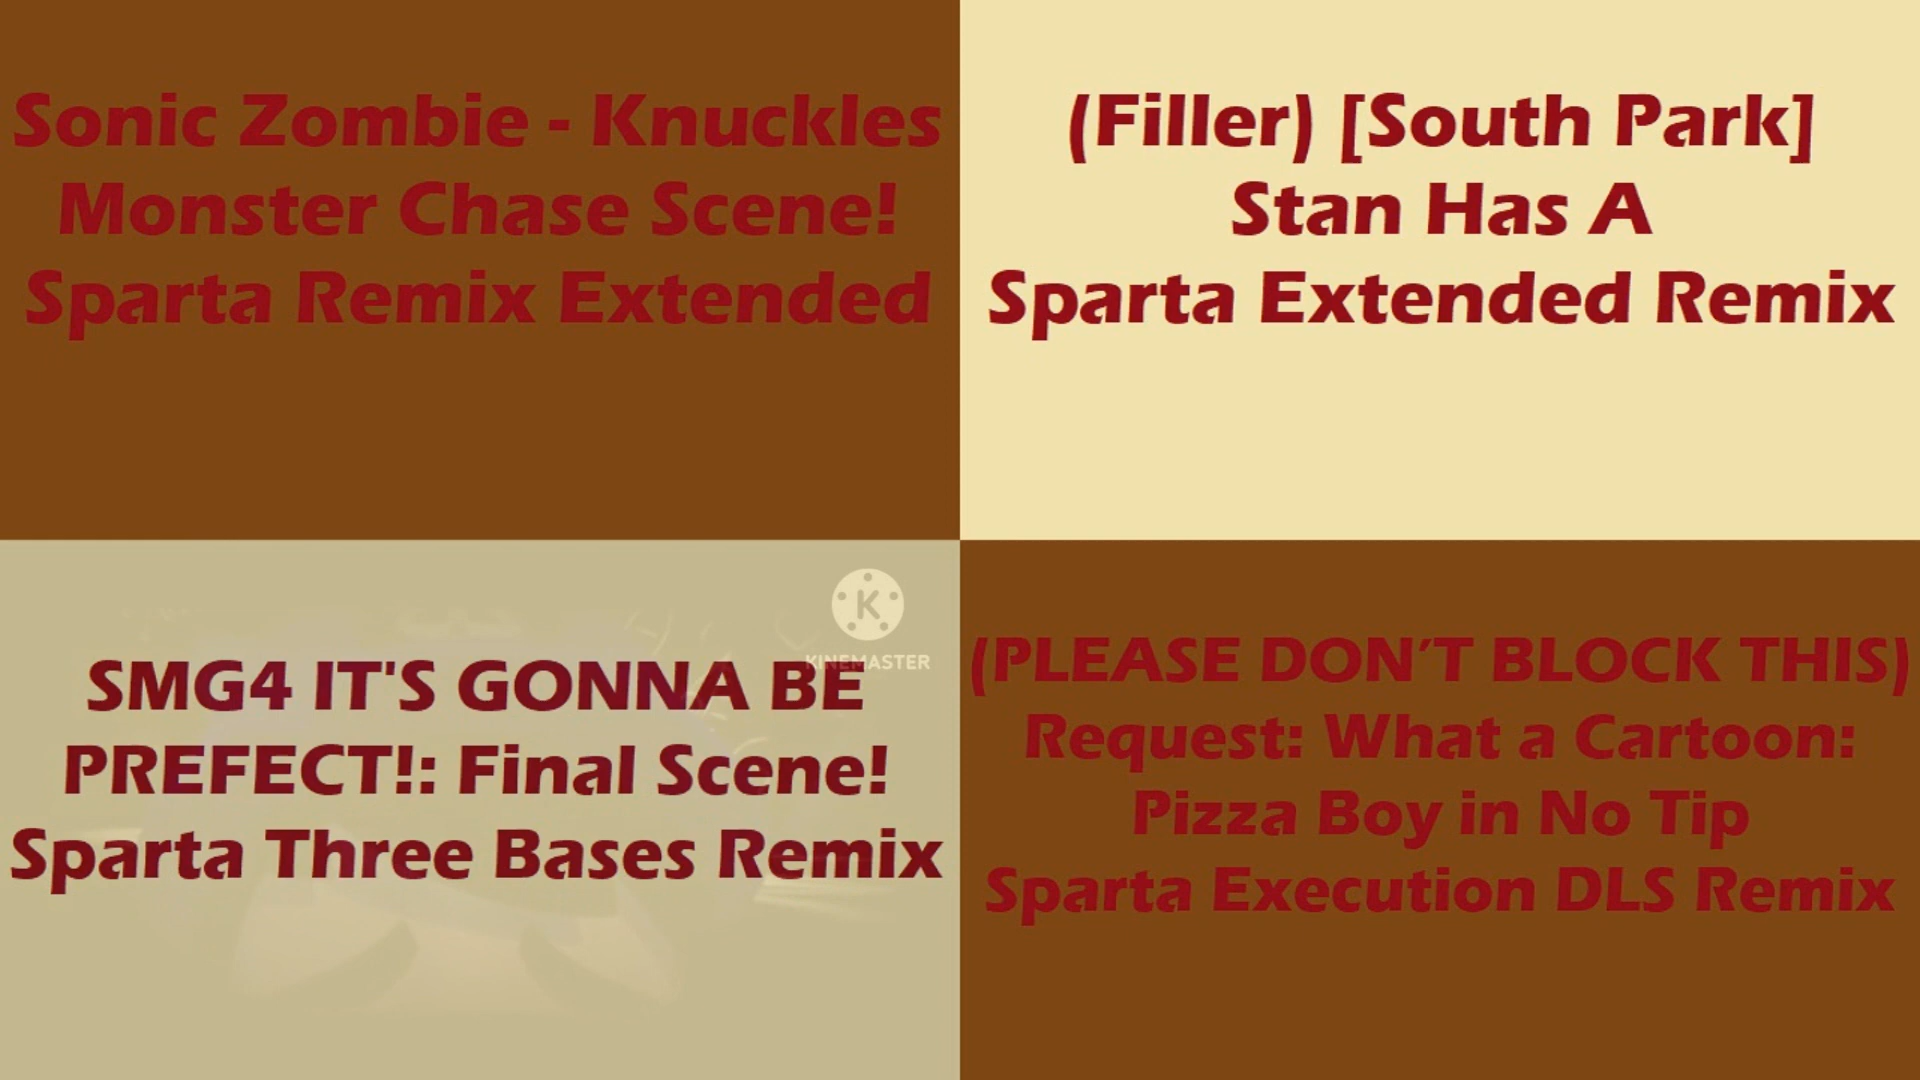 Sonic Zombie - Knuckles
Monster Chase Scene!
Sparta Remix Extended
(Filler) [South Park]
Stan Has A
Sparta Extended Remix
K
KINEMASTER
SMG4 IT'S GONNA BE
PREFECT!: Final Scene!
Sparta Three Bases Remix
(PLEASE DON'T BLOCK THIS)
Request: What a Cartoon:
Pizza Boy in No Tip
Sparta Execution DLS Remix